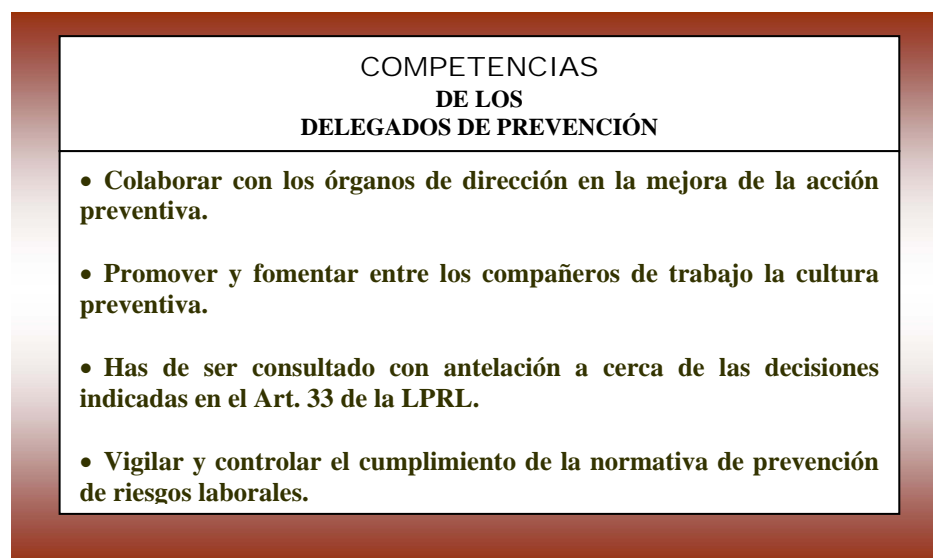 COMPETENCIAS
DE LOS
DELEGADOS DE PREVENCIÓN
• Colaborar con los órganos de dirección en la mejora de la acción
preventiva.
• Promover y fomentar entre los compañeros de trabajo la cultura
preventiva.
• Has de ser consultado con antelación a cerca de las decisiones
indicadas en el Art. 33 de la LPRL.
• Vigilar y controlar el cumplimiento de la normativa de prevención
de riesgos laborales.